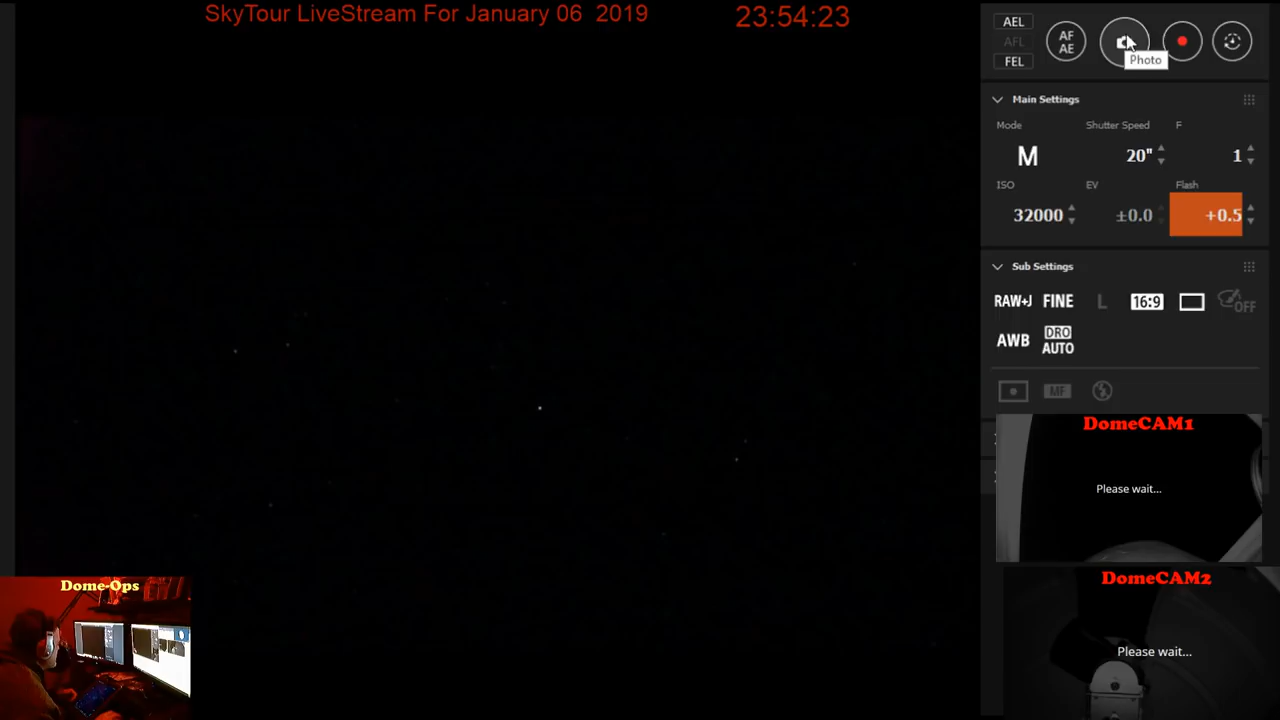 SkyTour LiveStream For January 06 2019 23:54:23
AEL
AFL
FEL
AF
AE
Photo
Main Settings
Mode Shutter Speed F
M 20" 1
ISO EV Flash
32000 ±0.0 +0.5
Sub Settings
RAW+J FINE L 16:9 OFF
AWB DRO
AUTO
MF
DomeCAM1
Please wait...
DomeCAM2
Please wait...
Dome-Ops